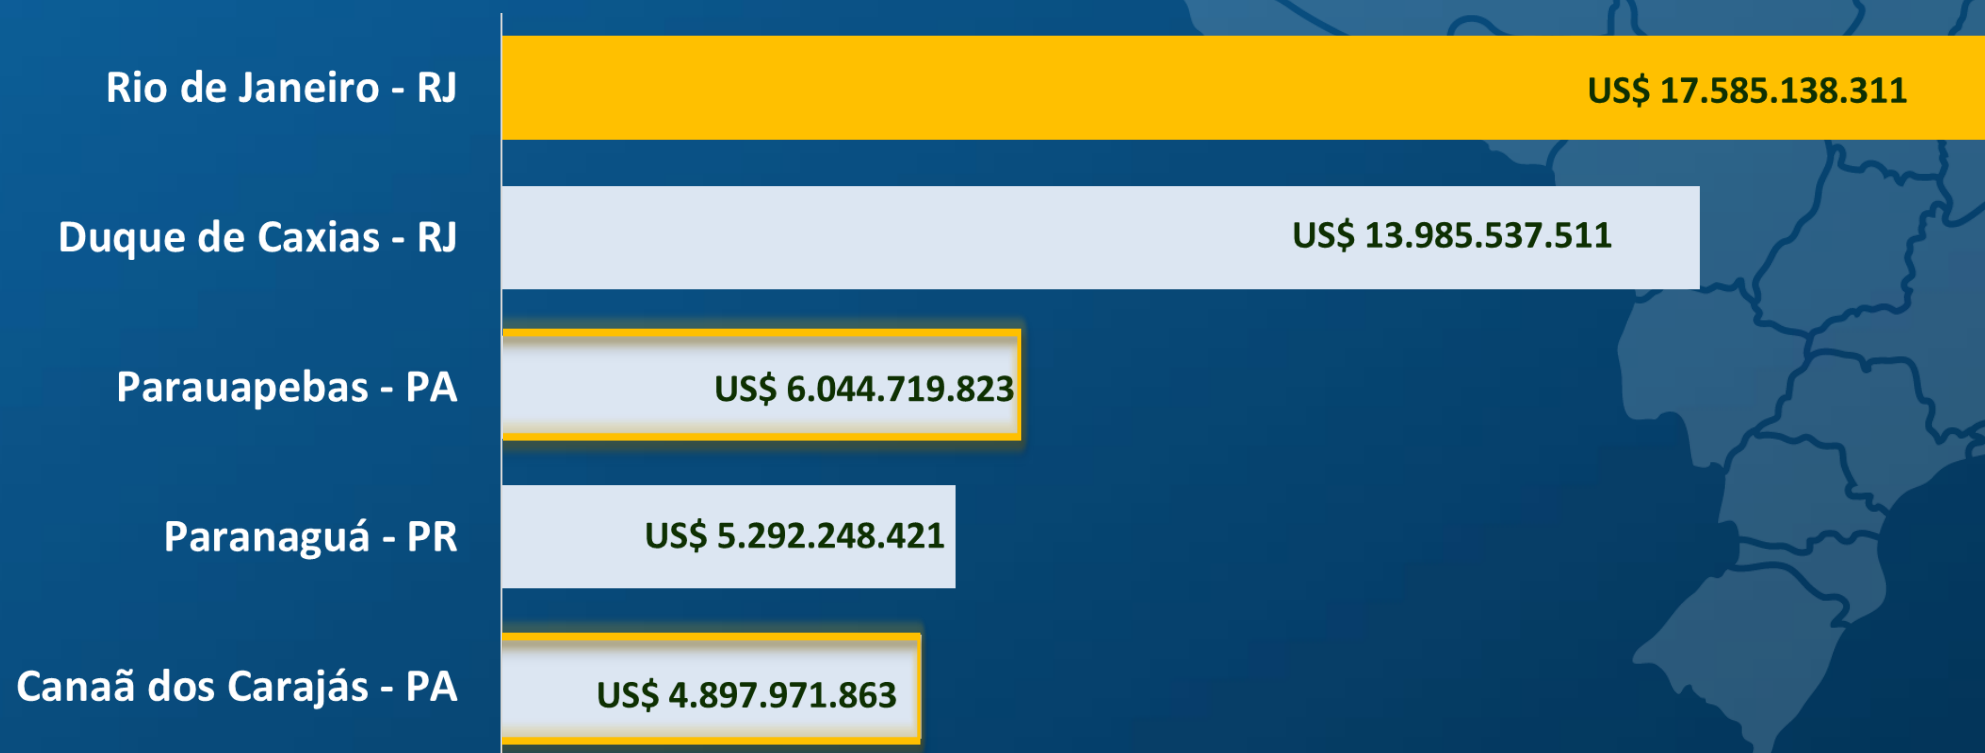 Rio de Janeiro - RJ US$ 17.585.138.311
Duque de Caxias - RJ US$ 13.985.537.511
Parauapebas - PA US$ 6.044.719.823
Paranaguá - PR US$ 5.292.248.421
Canaã dos Carajás - PA US$ 4.897.971.863